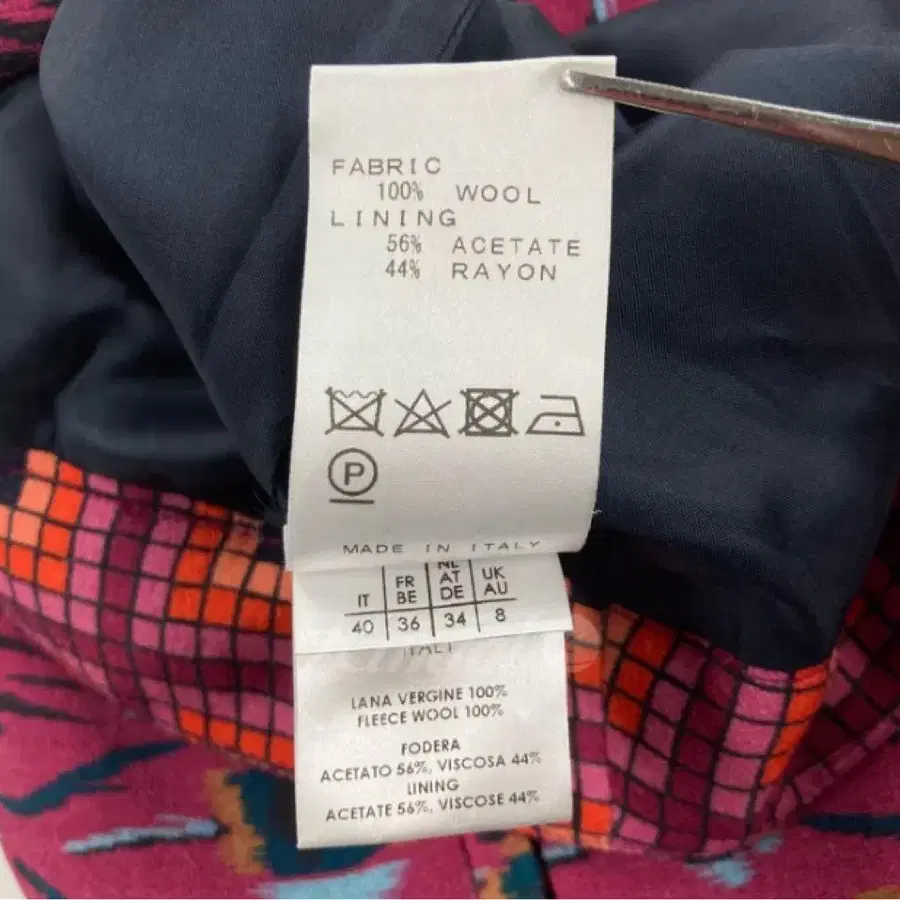 FABRIC
100% WOOL
LINING
56% ACETATE
44% RAYON
P
MADE IN ITALY
IT FR BE NL AT DE UK AU
40 36 34 8
ITALY
LANA VERGINE 100%
FLEECE WOOL 100%
FODERA
ACETATO 56%, VISCOSA 44%
LINING
ACETATE 56%, VISCOSE 44%